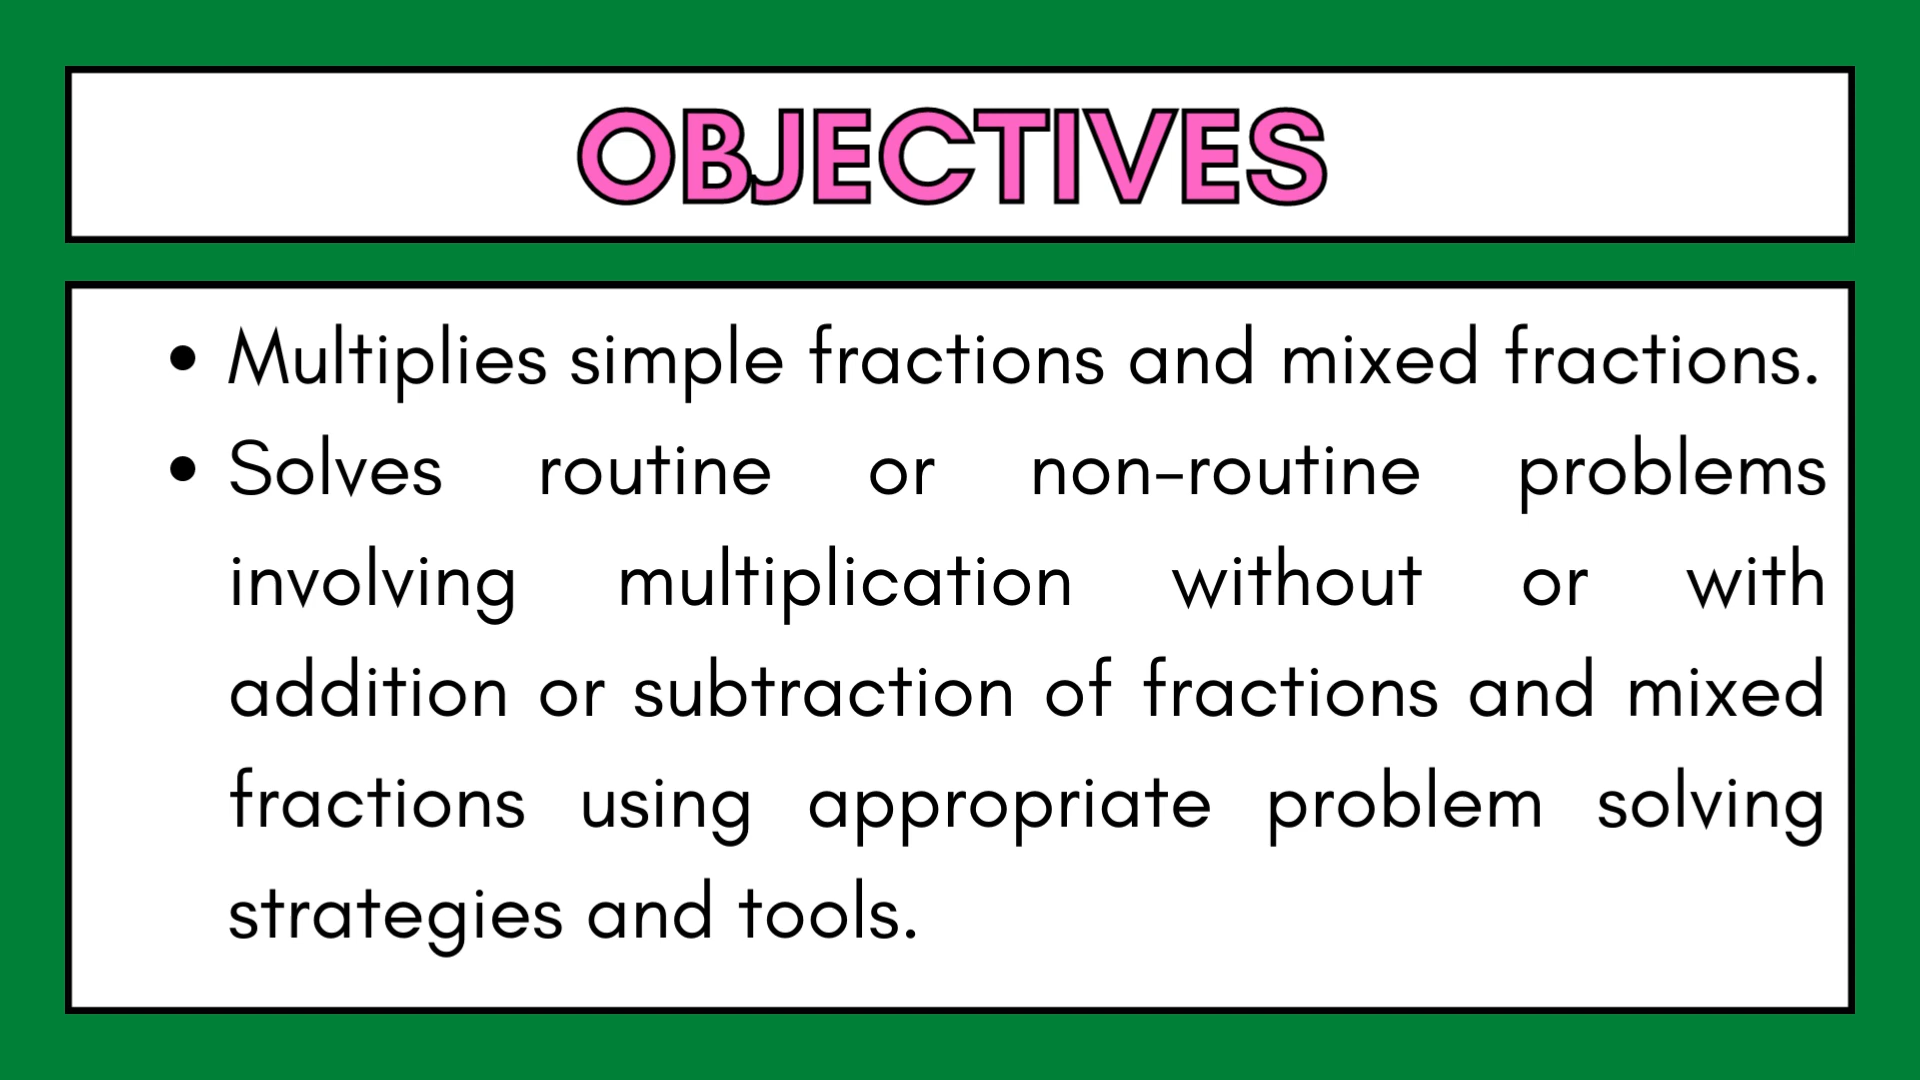 OBJECTIVES
• Multiplies simple fractions and mixed fractions.
• Solves routine or non-routine problems
involving multiplication without or with
addition or subtraction of fractions and mixed
fractions using appropriate problem solving
strategies and tools.